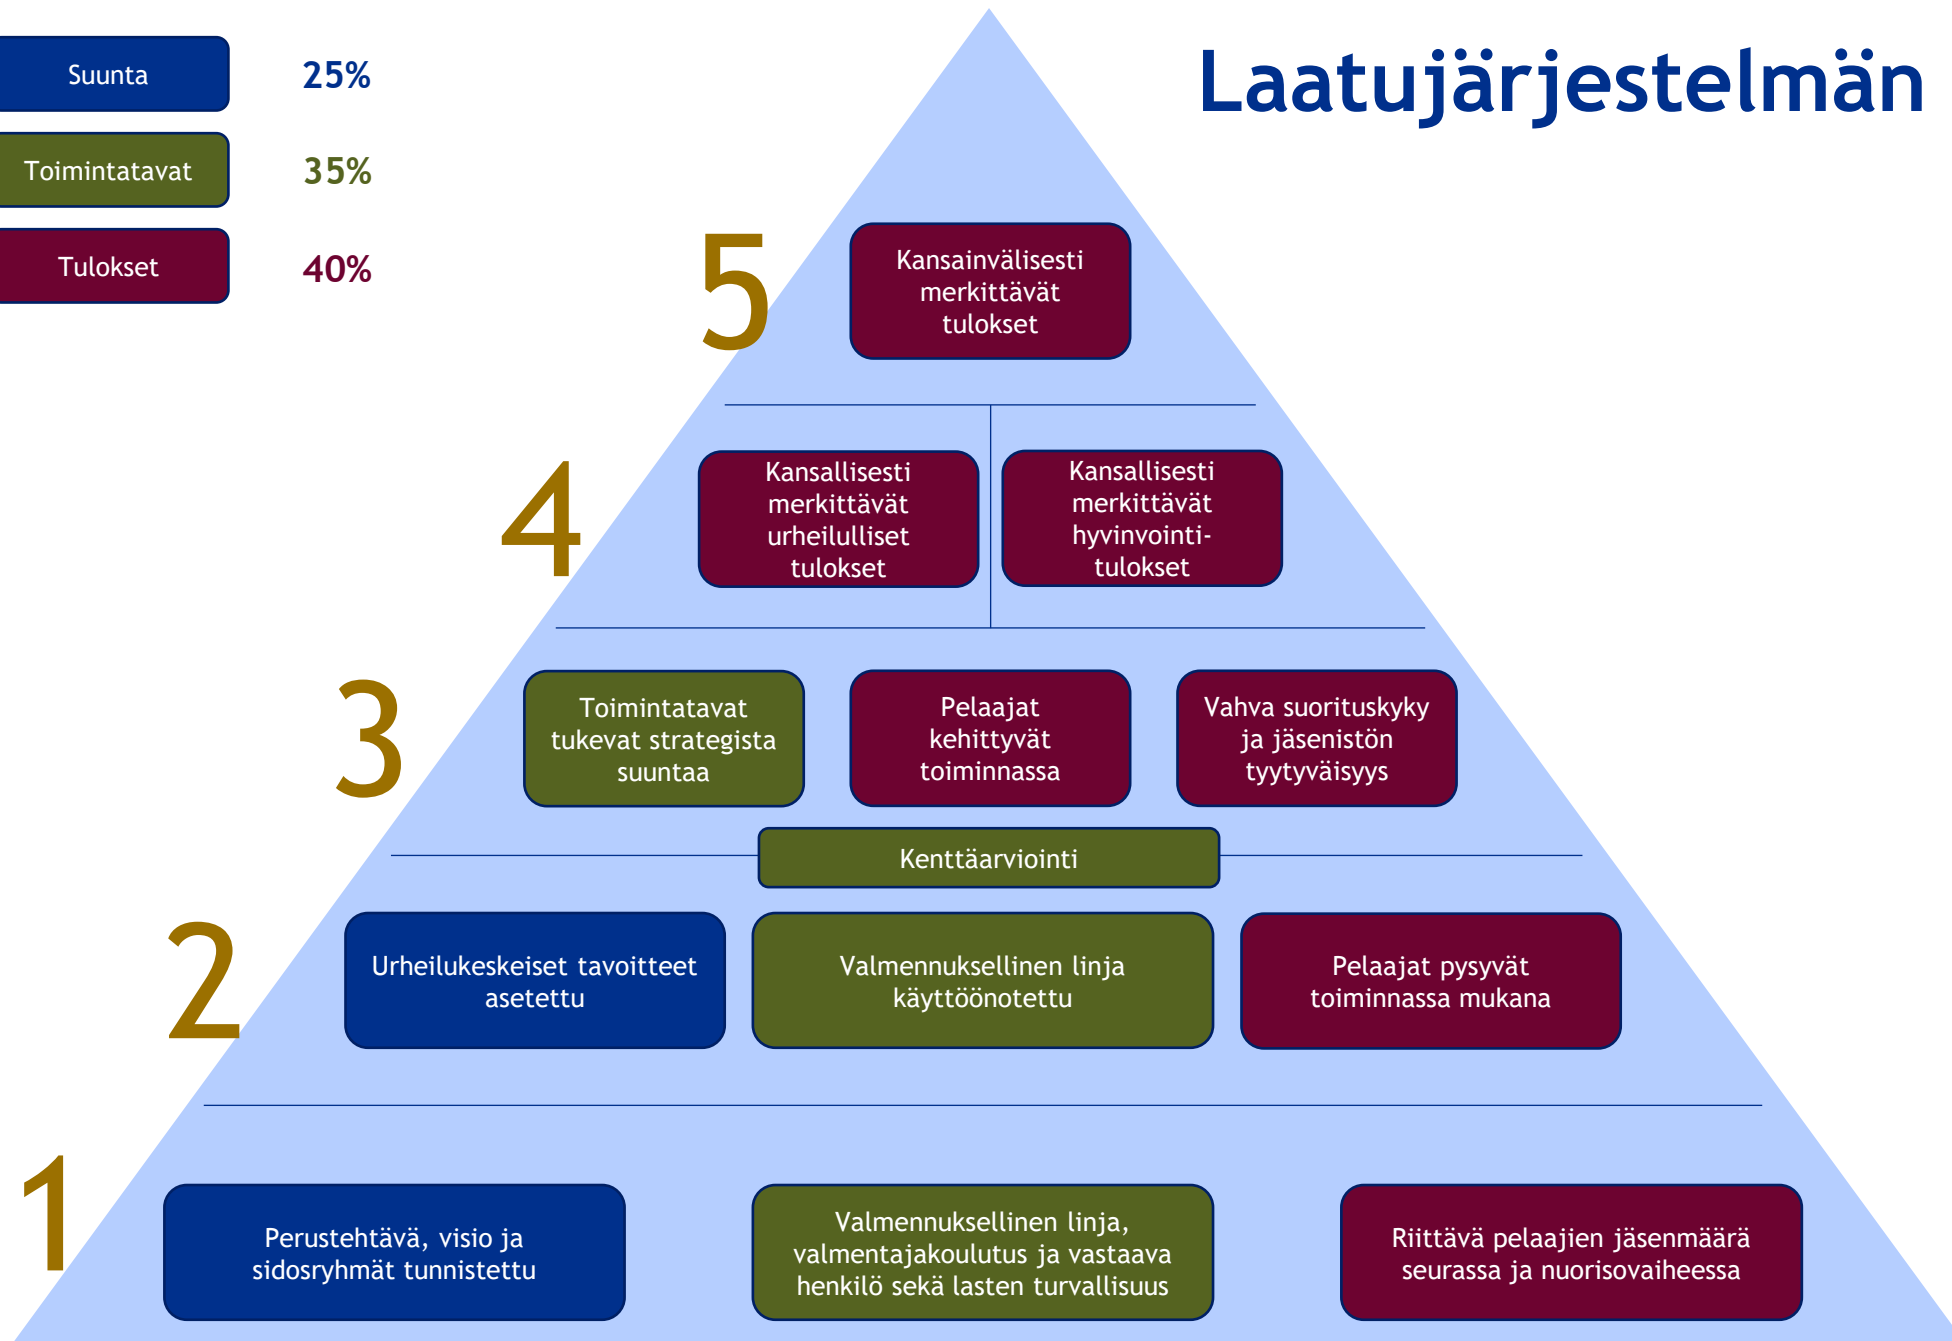 Laatujärjestelmän
Suunta
25%
Toimintatavat
35%
Tulokset
40%
5
Kansainvälisesti
merkittävät
tulokset
4
Kansallisesti
merkittävät
urheilulliset
tulokset
Kansallisesti
merkittävät
hyvinvointi-
tulokset
3
Toimintatavat
tukevat strategista
suuntaa
Pelaajat
kehittyvät
toiminnassa
Vahva suorituskyky
ja jäsenistön
tyytyväisyys
Kenttäarviointi
2
Urheilukeskeiset tavoitteet
asetettu
Valmennuksellinen linja
käyttöönotettu
Pelaajat pysyvät
toiminnassa mukana
1
Perustehtävä, visio ja
sidosryhmät tunnistettu
Valmennuksellinen linja,
valmentajakoulutus ja vastaava
henkilö sekä lasten turvallisuus
Riittävä pelaajien jäsenmäärä
seurassa ja nuorisovaiheessa